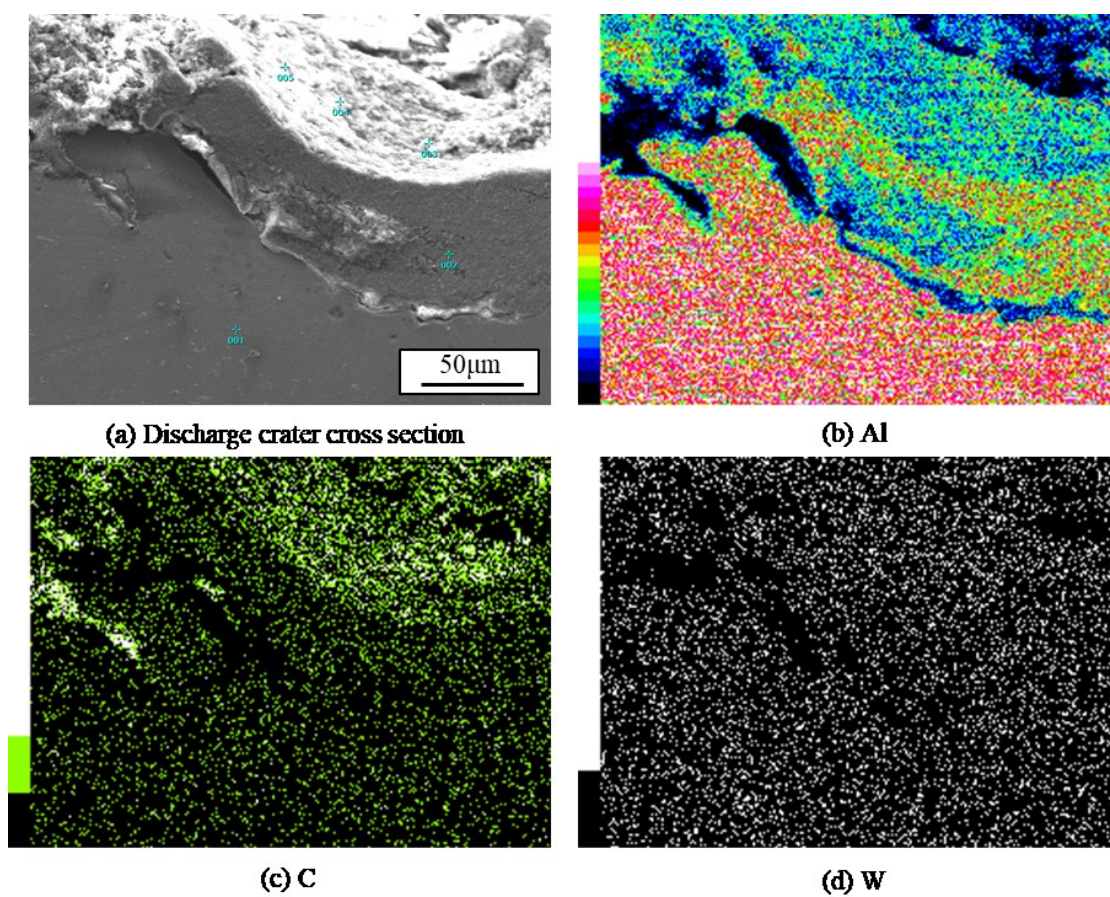 005
004
003
002
001
50μm
(a) Discharge crater cross section
(b) Al
(c) C
(d) W